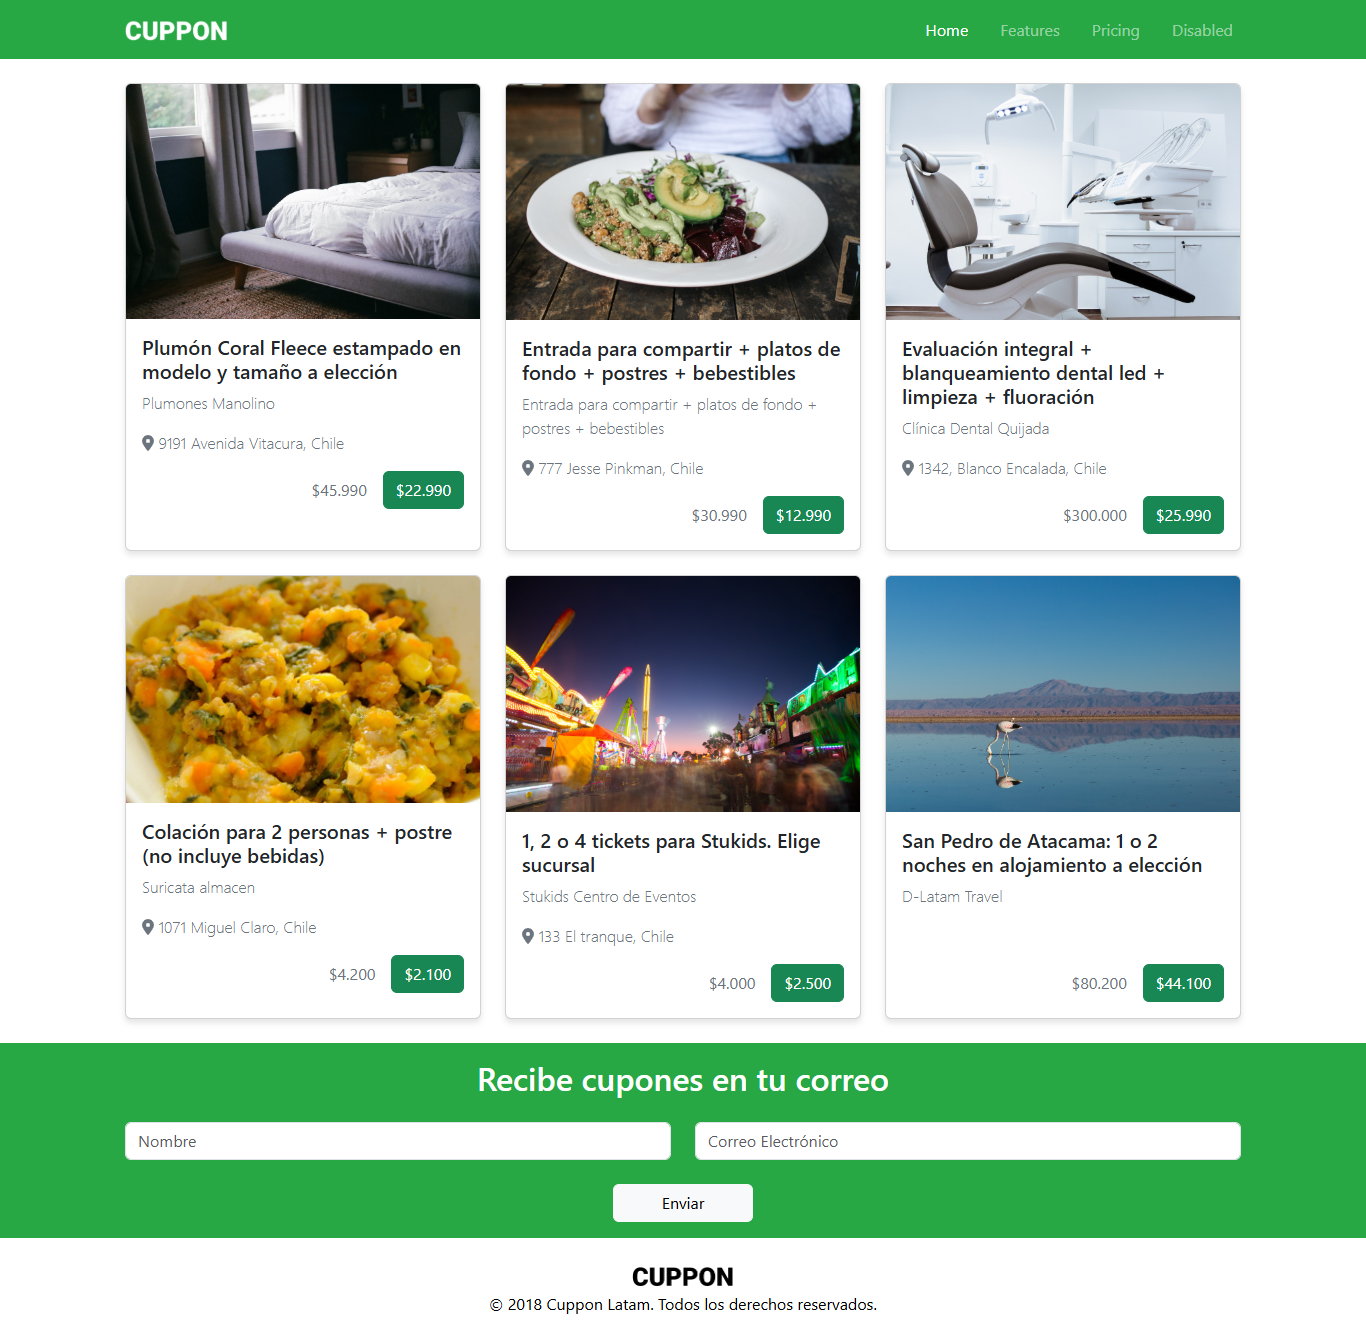 CUPPON
Home Features Pricing Disabled
Plumón Coral Fleece estampado en
modelo y tamaño a elección
Plumones Manolino
9191 Avenida Vitacura, Chile
$45.990 $22.990
Entrada para compartir + platos de
fondo + postres + bebestibles
Entrada para compartir + platos de fondo +
postres + bebestibles
777 Jesse Pinkman, Chile
$30.990 $12.990
Evaluación integral +
blanqueamiento dental led +
limpieza + fluoración
Clínica Dental Quijada
1342, Blanco Encalada, Chile
$300.000 $25.990
Colación para 2 personas + postre
(no incluye bebidas)
Suricata almacen
1071 Miguel Claro, Chile
$4.200 $2.100
1, 2 o 4 tickets para Stukids. Elige
sucursal
Stukids Centro de Eventos
133 El tranque, Chile
$4.000 $2.500
San Pedro de Atacama: 1 o 2
noches en alojamiento a elección
D-Latam Travel
$80.200 $44.100
Recibe cupones en tu correo
Nombre
Correo Electrónico
Enviar
CUPPON
© 2018 Cuppon Latam. Todos los derechos reservados.